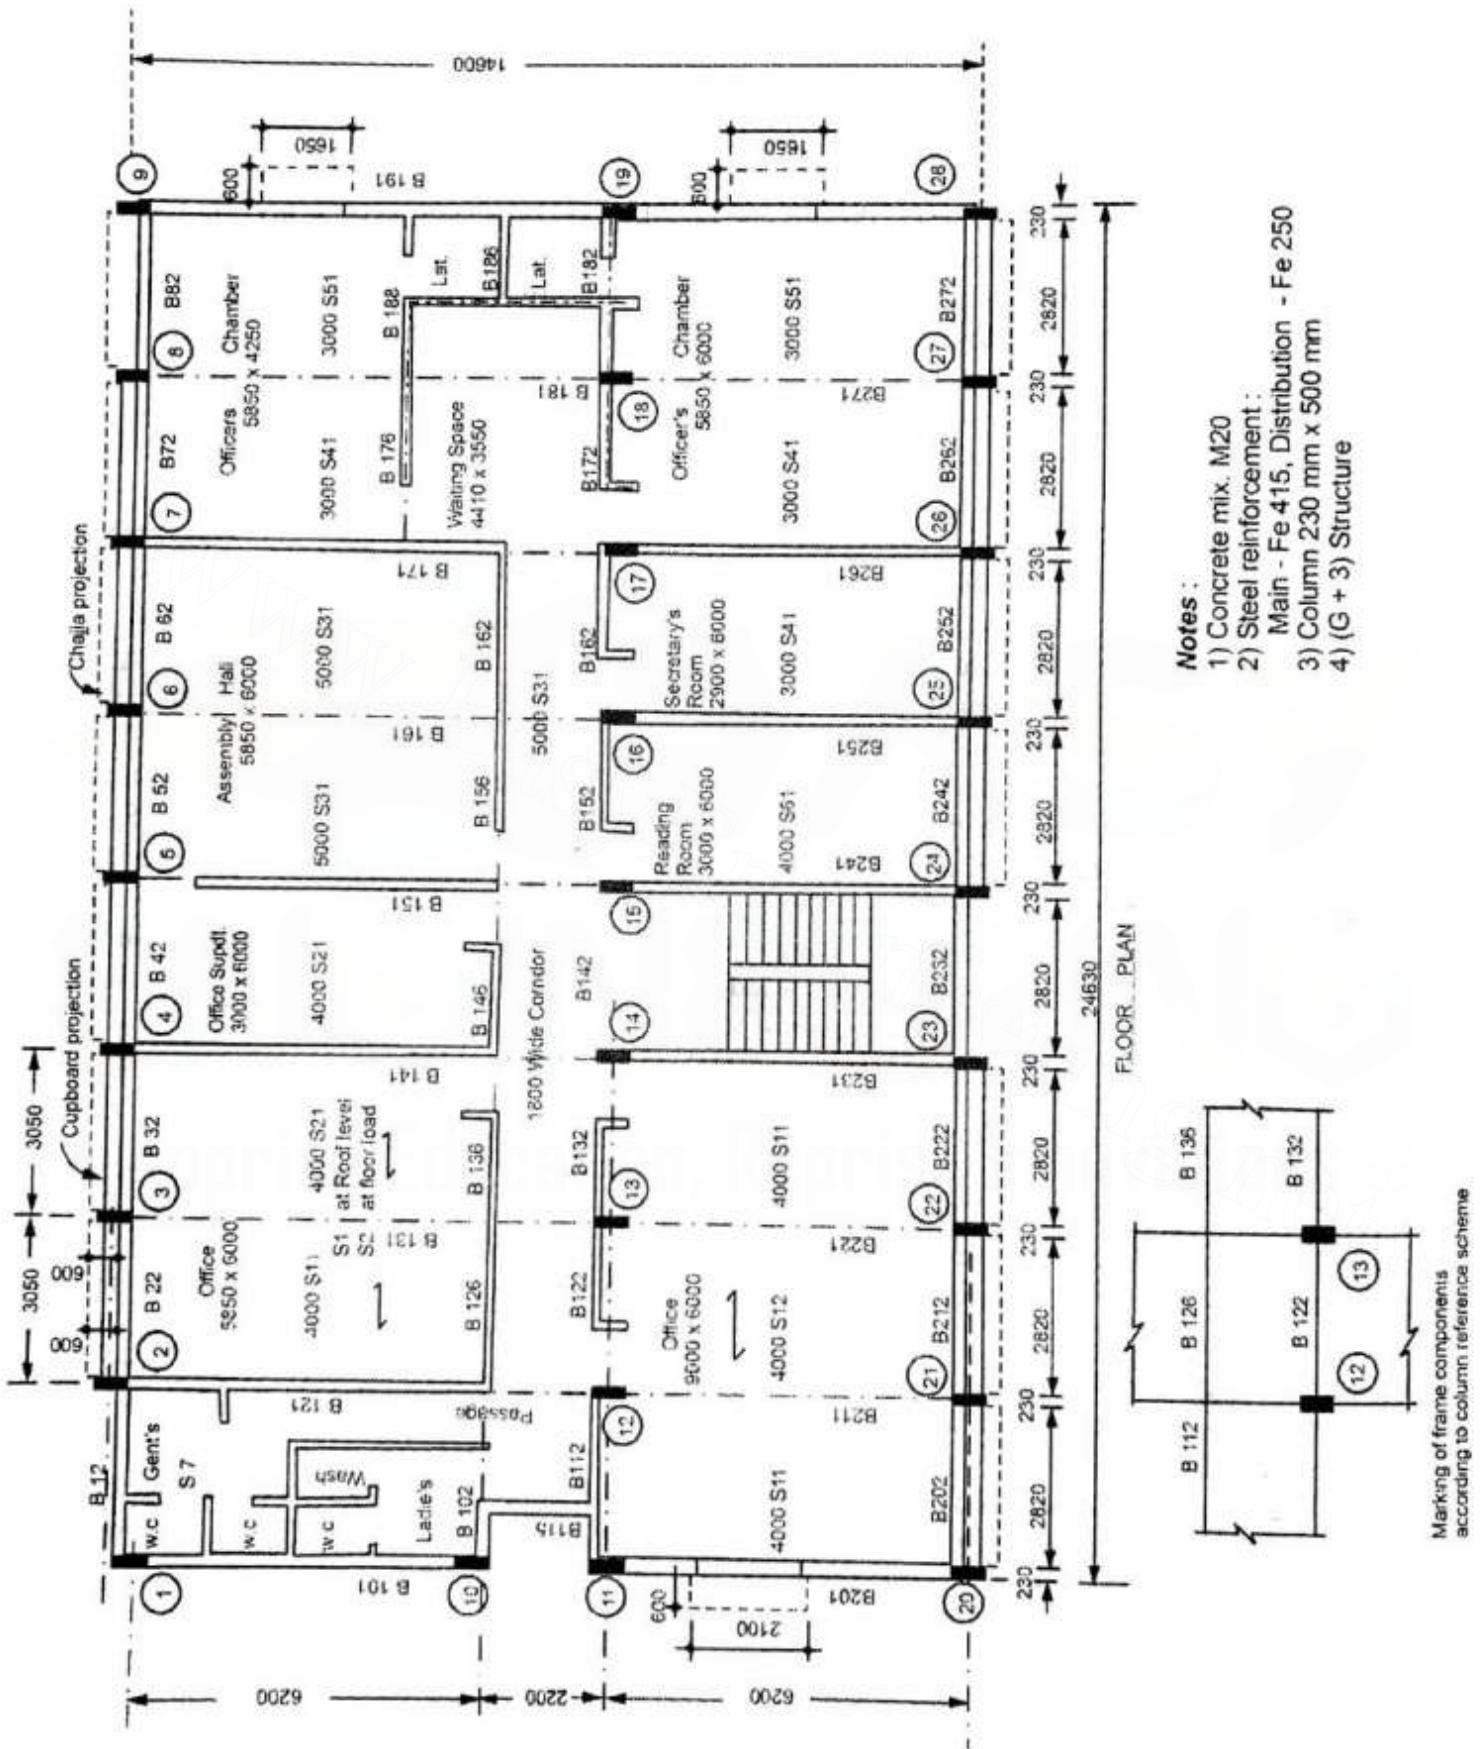 14600
1
2
3
4
5
6
7
8
9
3050
3050
600
600
Cupboard projection
Chajja projection
B 12
B 22
B 32
B 42
B 52
B 62
B72
B82
600
1650
B 191
Gent's
S 7
W.C
W.C
W.C
Wash
Ladie's
B 101
B 102
10
B 121
Passage
B115
B112
Office
5850 x 6000
4000 S11
4000 S21
S1 at Roof level
S2 at floor load
B 131
B 126
B 136
B 141
Office Supdt.
3000 x 6000
4000 S21
B 146
B 151
Assembly Hall
5850 x 6000
5000 S31
5000 S31
B 161
B 156
B 162
B 171
Officers Chamber
5850 x 4250
3000 S41
3000 S51
B 176
B 188
Waiting Space
4410 x 3550
B 181
Lat.
B186
Lat.
B182
1800 Wide Corridor
5000 S31
11
12
13
14
15
16
17
18
19
B122
B132
B142
B152
B162
B172
Office
9000 x 6000
4000 S11
4000 S12
4000 S11
B201
B211
B221
B231
Reading
Room
3000 x 6000
4000 S61
B241
B251
Secretary's
Room
2900 x 6000
3000 S41
B261
Officer's Chamber
5850 x 6000
3000 S41
3000 S51
B271
600
1650
600
2100
B202
B212
B222
B232
B242
B252
B262
B272
20
21
22
23
24
25
26
27
28
6200
2200
6200
230
2820
230
2820
230
2820
230
2820
230
2820
230
2820
230
2820
230
2820
230
24630
FLOOR PLAN
B 112
B 126
B 136
B 122
B 132
12
13
Marking of frame components
according to column reference scheme
Notes :
1) Concrete mix. M20
2) Steel reinforcement :
Main - Fe 415, Distribution - Fe 250
3) Column 230 mm x 500 mm
4) (G + 3) Structure